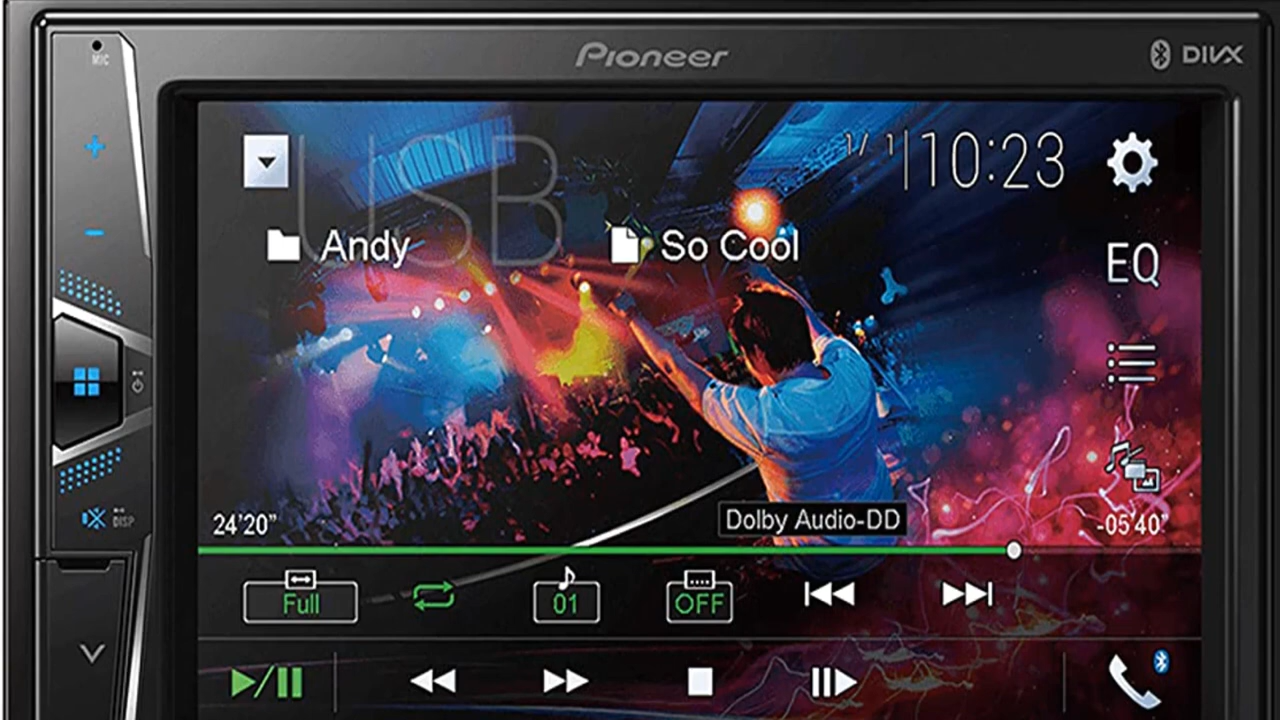 Pioneer
DIVX
MIC
USB
1/ 1
10:23
Andy
So Cool
EQ
DISP
24'20"
Dolby Audio-DD
-05'40"
Full
01
OFF